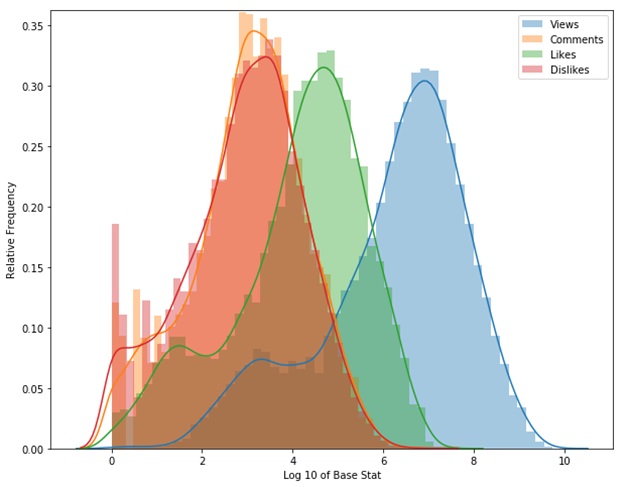 0.35
0.30
0.25
0.20
0.15
0.10
0.05
0.00
Relative Frequency
Views
Comments
Likes
Dislikes
0 2 4 6 8 10
Log 10 of Base Stat